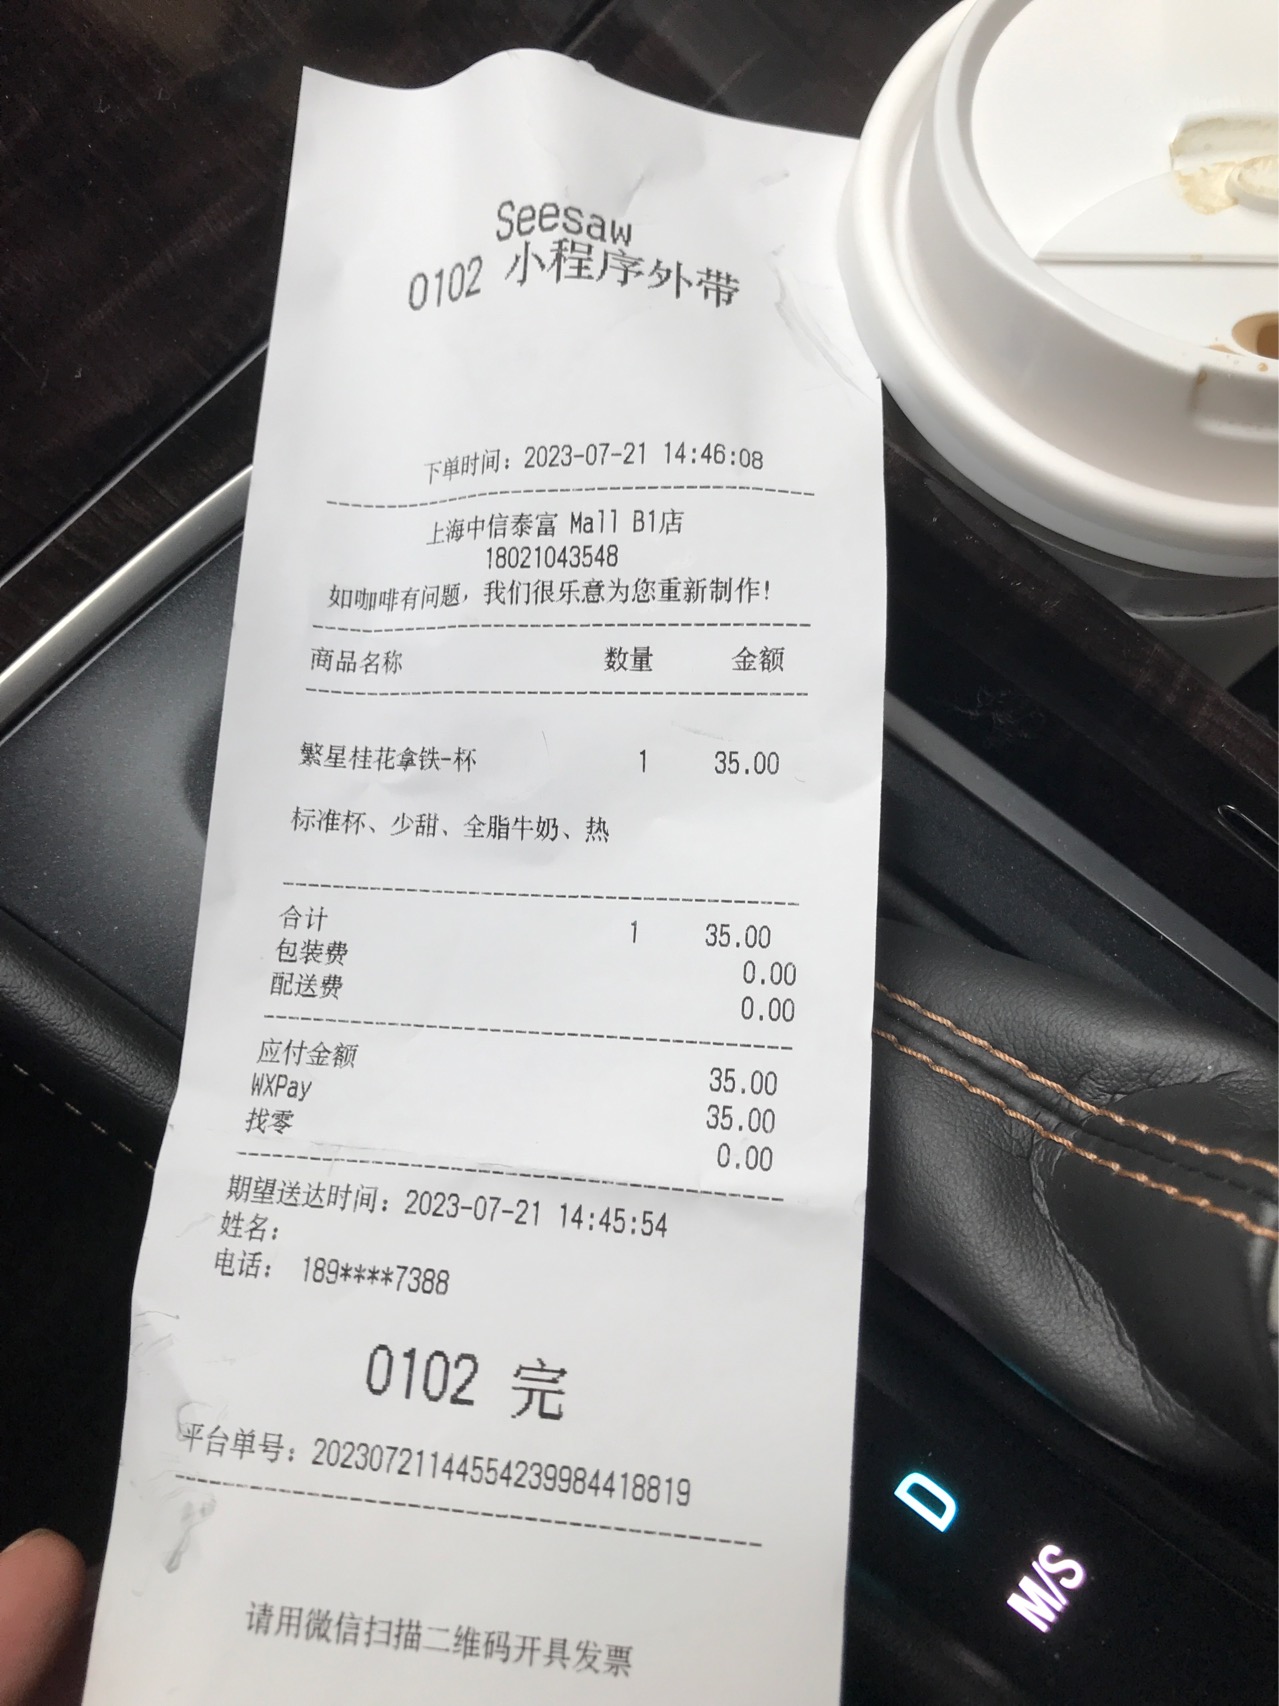 Seesaw
0102 小程序外带
下单时间：2023-07-21 14:46:08
上海中信泰富 Mall B1店
18021043548
如咖啡有问题，我们很乐意为您重新制作！
商品名称 数量 金额
繁星桂花拿铁-杯 1 35.00
标准杯、少甜、全脂牛奶、热
合计 1 35.00
包装费 0.00
配送费 0.00
应付金额 35.00
WXPay 35.00
找零 0.00
期望送达时间：2023-07-21 14:45:54
姓名：
电话： 189****7388
0102 完
平台单号：20230721144554239984418819
请用微信扫描二维码开具发票
D
M/S